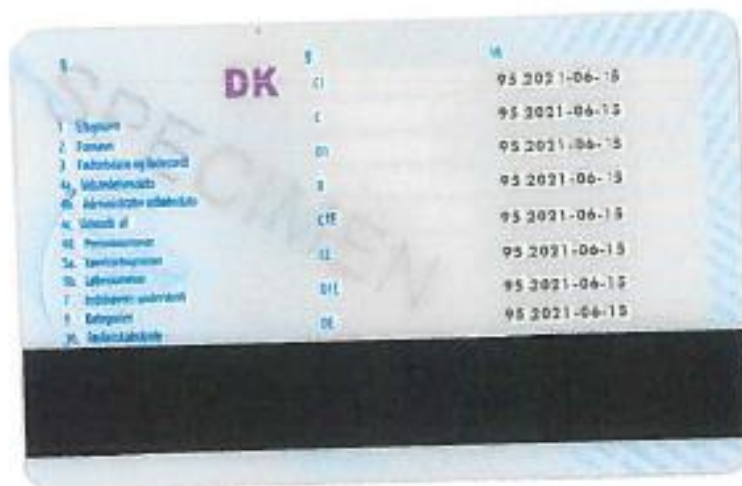 DK
SPECIMEN
9
10.
1 Efternavn
2 Fornavn
3 Fødselsdato og fødested
4a.
4b. Administrativ udløbsdato
4c. Udstedt af
4d. Personnummer
5a. Kørekortnummer
5b.
7 underskrift
9 Kategorier
10. Fællesskabskode
C1 95 2021-06-15
C 95 2021-06-15
D1 95 2021-06-15
D 95 2021-06-15
C1E 95 2021-06-15
CE 95 2021-06-15
D1E 95 2021-06-15
DE 95 2021-06-15